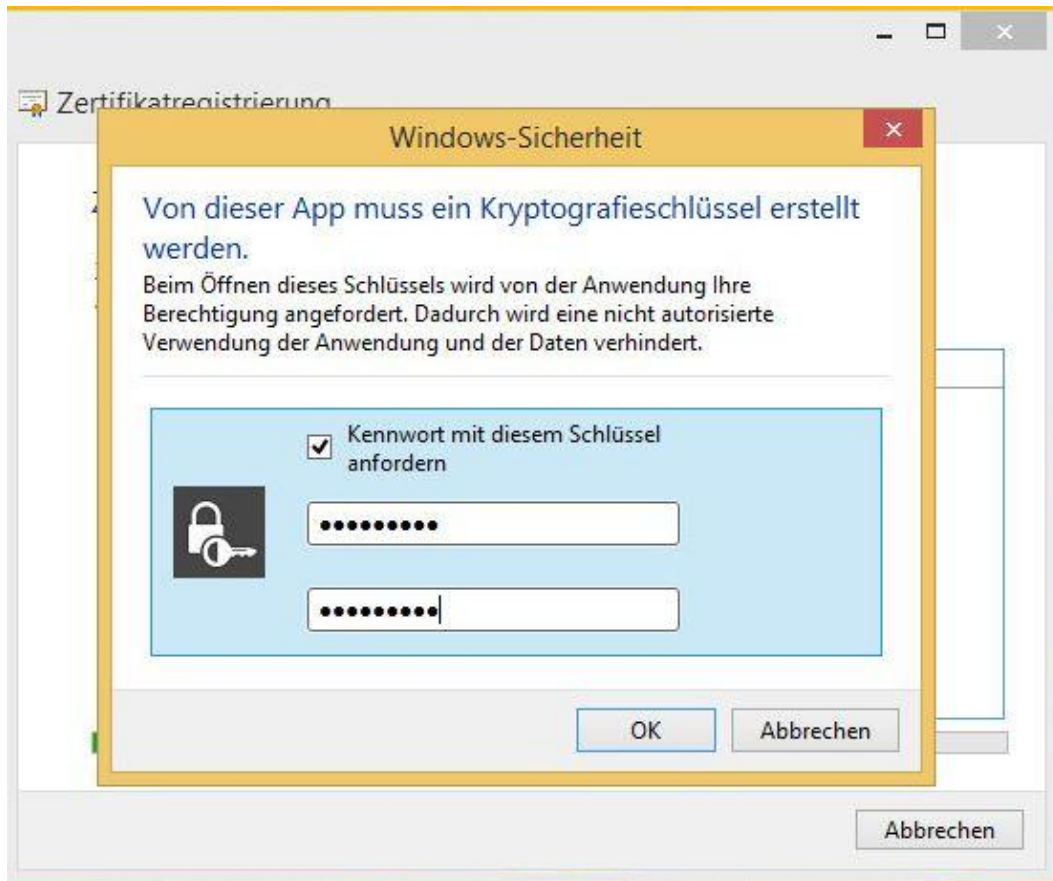 Zertifikatregistrierung
Windows-Sicherheit
Von dieser App muss ein Kryptografieschlüssel erstellt
werden.
Beim Öffnen dieses Schlüssels wird von der Anwendung Ihre
Berechtigung angefordert. Dadurch wird eine nicht autorisierte
Verwendung der Anwendung und der Daten verhindert.
Kennwort mit diesem Schlüssel
anfordern
●●●●●●●●●
●●●●●●●●●
OK
Abbrechen
Abbrechen